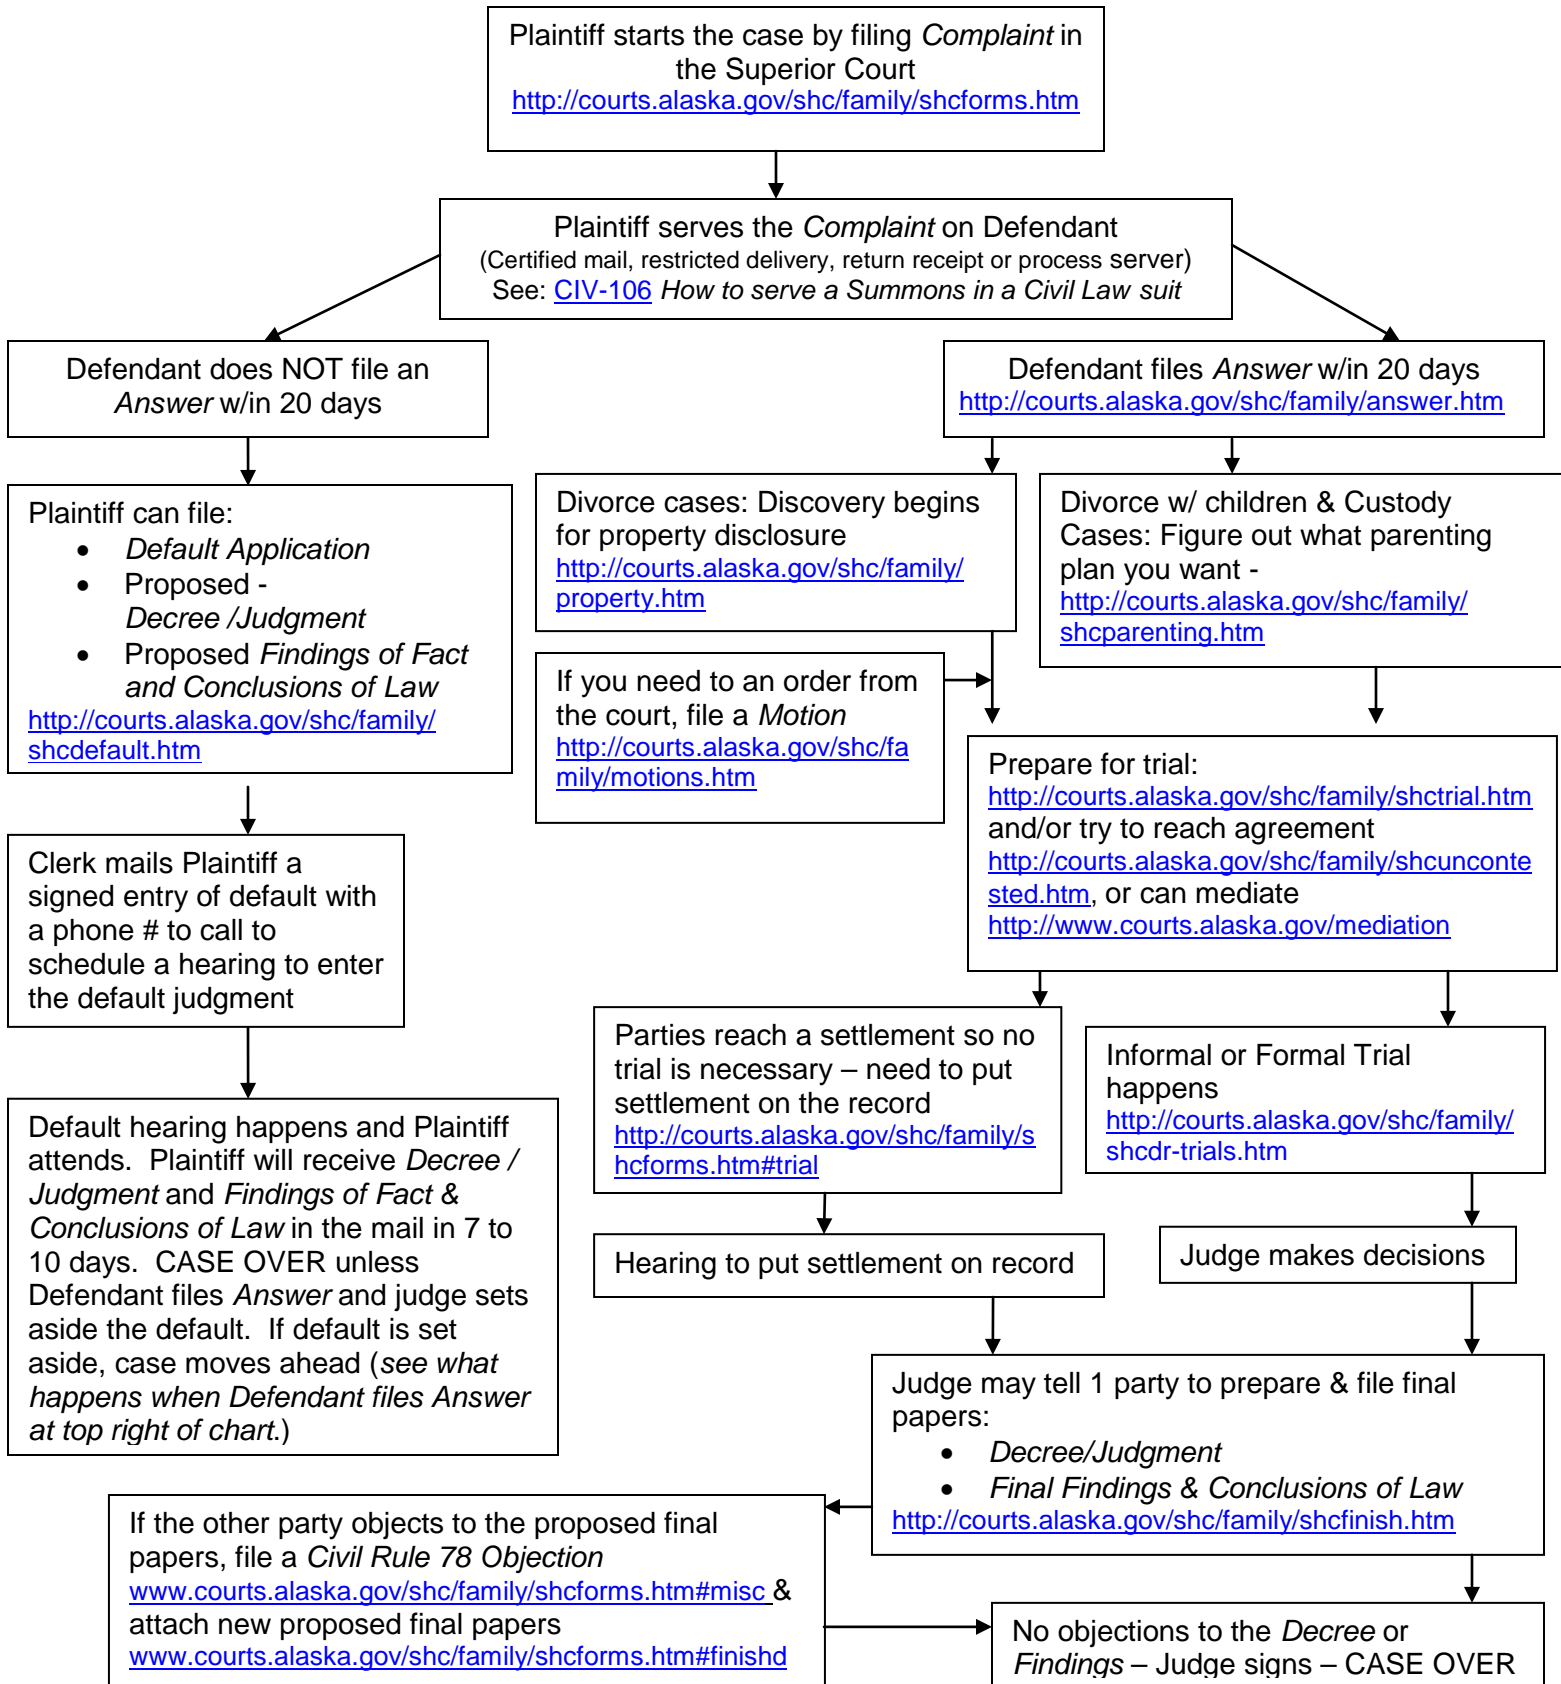 Plaintiff starts the case by filing Complaint in
the Superior Court
http://courts.alaska.gov/shc/family/shcforms.htm
Plaintiff serves the Complaint on Defendant
(Certified mail, restricted delivery, return receipt or process server)
See: CIV-106 How to serve a Summons in a Civil Law suit
Defendant does NOT file an
Answer w/in 20 days
Defendant files Answer w/in 20 days
http://courts.alaska.gov/shc/family/answer.htm
Plaintiff can file:
• Default Application
• Proposed -
Decree /Judgment
• Proposed Findings of Fact
and Conclusions of Law
http://courts.alaska.gov/shc/family/
shcdefault.htm
Divorce cases: Discovery begins
for property disclosure
http://courts.alaska.gov/shc/family/
property.htm
Divorce w/ children & Custody
Cases: Figure out what parenting
plan you want -
http://courts.alaska.gov/shc/family/
shcparenting.htm
If you need to an order from
the court, file a Motion
http://courts.alaska.gov/shc/fa
mily/motions.htm
Prepare for trial:
http://courts.alaska.gov/shc/family/shctrial.htm
and/or try to reach agreement
http://courts.alaska.gov/shc/family/shcunconte
sted.htm, or can mediate
http://www.courts.alaska.gov/mediation
Clerk mails Plaintiff a
signed entry of default with
a phone # to call to
schedule a hearing to enter
the default judgment
Parties reach a settlement so no
trial is necessary – need to put
settlement on the record
http://courts.alaska.gov/shc/family/s
hcforms.htm#trial
Informal or Formal Trial
happens
http://courts.alaska.gov/shc/family/
shcdr-trials.htm
Default hearing happens and Plaintiff
attends. Plaintiff will receive Decree /
Judgment and Findings of Fact &
Conclusions of Law in the mail in 7 to
10 days. CASE OVER unless
Defendant files Answer and judge sets
aside the default. If default is set
aside, case moves ahead (see what
happens when Defendant files Answer
at top right of chart.)
Hearing to put settlement on record
Judge makes decisions
Judge may tell 1 party to prepare & file final
papers:
• Decree/Judgment
• Final Findings & Conclusions of Law
http://courts.alaska.gov/shc/family/shcfinish.htm
If the other party objects to the proposed final
papers, file a Civil Rule 78 Objection
www.courts.alaska.gov/shc/family/shcforms.htm#misc &
attach new proposed final papers
www.courts.alaska.gov/shc/family/shcforms.htm#finishd
No objections to the Decree or
Findings – Judge signs – CASE OVER